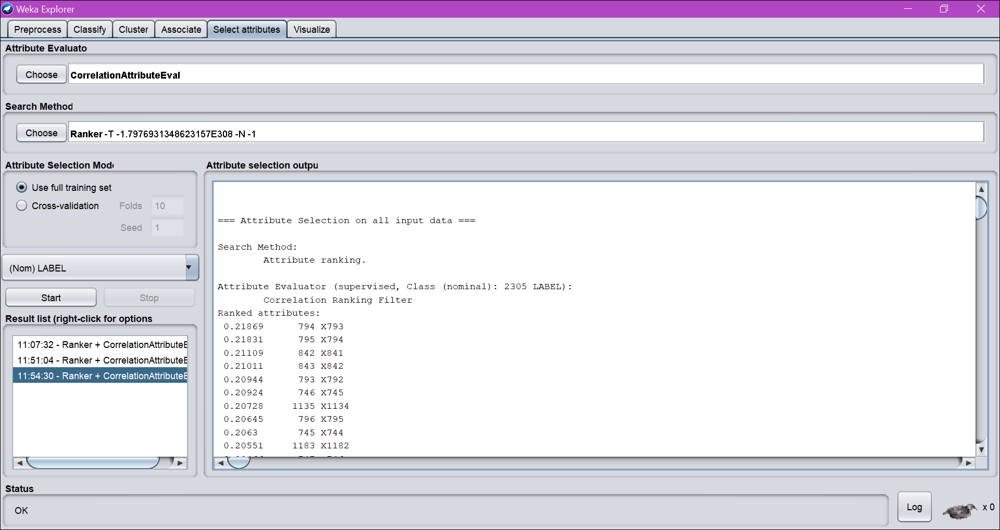 Weka Explorer
Preprocess Classify Cluster Associate Select attributes Visualize
Attribute Evaluato
Choose CorrelationAttributeEval
Search Method
Choose Ranker -T -1.7976931348623157E308 -N -1
Attribute Selection Mode
Use full training set
Cross-validation Folds 10
Seed 1
(Nom) LABEL
Start Stop
Result list (right-click for options
11:07:32 - Ranker + CorrelationAttributeE
11:51:04 - Ranker + CorrelationAttributeE
11:54:30 - Ranker + CorrelationAttributeE
Attribute selection outpu
=== Attribute Selection on all input data ===
Search Method:
Attribute ranking.
Attribute Evaluator (supervised, Class (nominal): 2305 LABEL):
Correlation Ranking Filter
Ranked attributes:
0.21869 794 X793
0.21831 795 X794
0.21109 842 X841
0.21011 843 X842
0.20944 793 X792
0.20924 746 X745
0.20728 1135 X1134
0.20645 796 X795
0.2063 745 X744
0.20551 1183 X1182
Status
OK
Log x 0